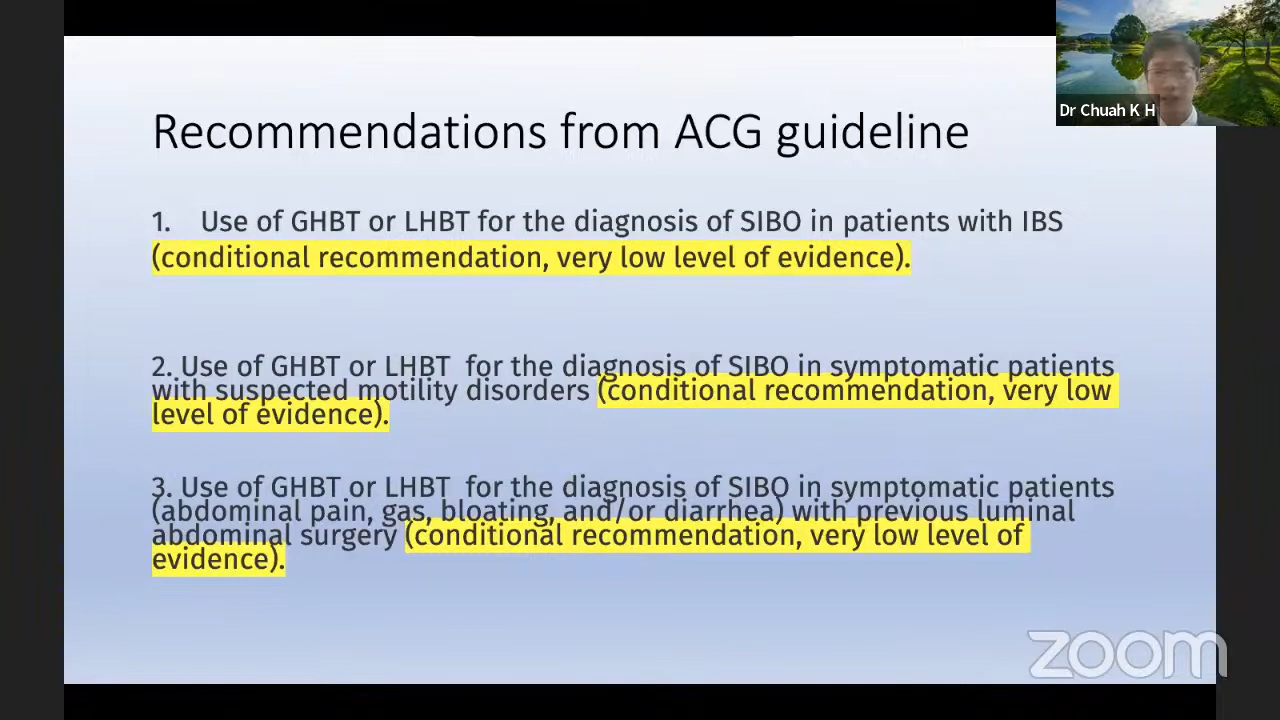 Dr Chuah K H
Recommendations from ACG guideline
1. Use of GHBT or LHBT for the diagnosis of SIBO in patients with IBS
(conditional recommendation, very low level of evidence).
2. Use of GHBT or LHBT for the diagnosis of SIBO in symptomatic patients
with suspected motility disorders (conditional recommendation, very low
level of evidence).
3. Use of GHBT or LHBT for the diagnosis of SIBO in symptomatic patients
(abdominal pain, gas, bloating, and/or diarrhea) with previous luminal
abdominal surgery (conditional recommendation, very low level of
evidence).
zoom